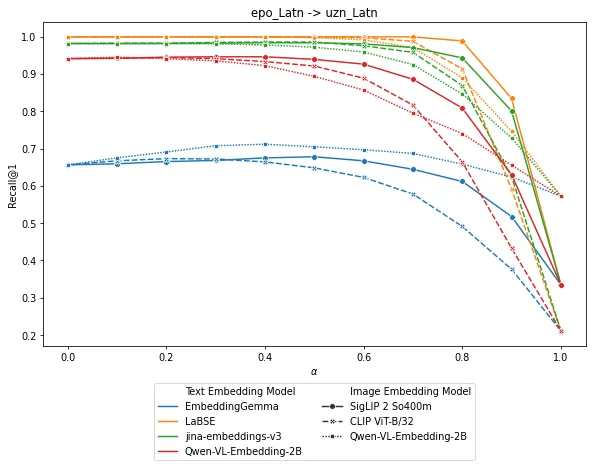 epo_Latn -> uzn_Latn
Recall@1
1.0
0.9
0.8
0.7
0.6
0.5
0.4
0.3
0.2
0.0 0.2 0.4 0.6 0.8 1.0
α
Text Embedding Model
EmbeddingGemma
LaBSE
jina-embeddings-v3
Qwen-VL-Embedding-2B
Image Embedding Model
SigLIP 2 So400m
CLIP ViT-B/32
Qwen-VL-Embedding-2B